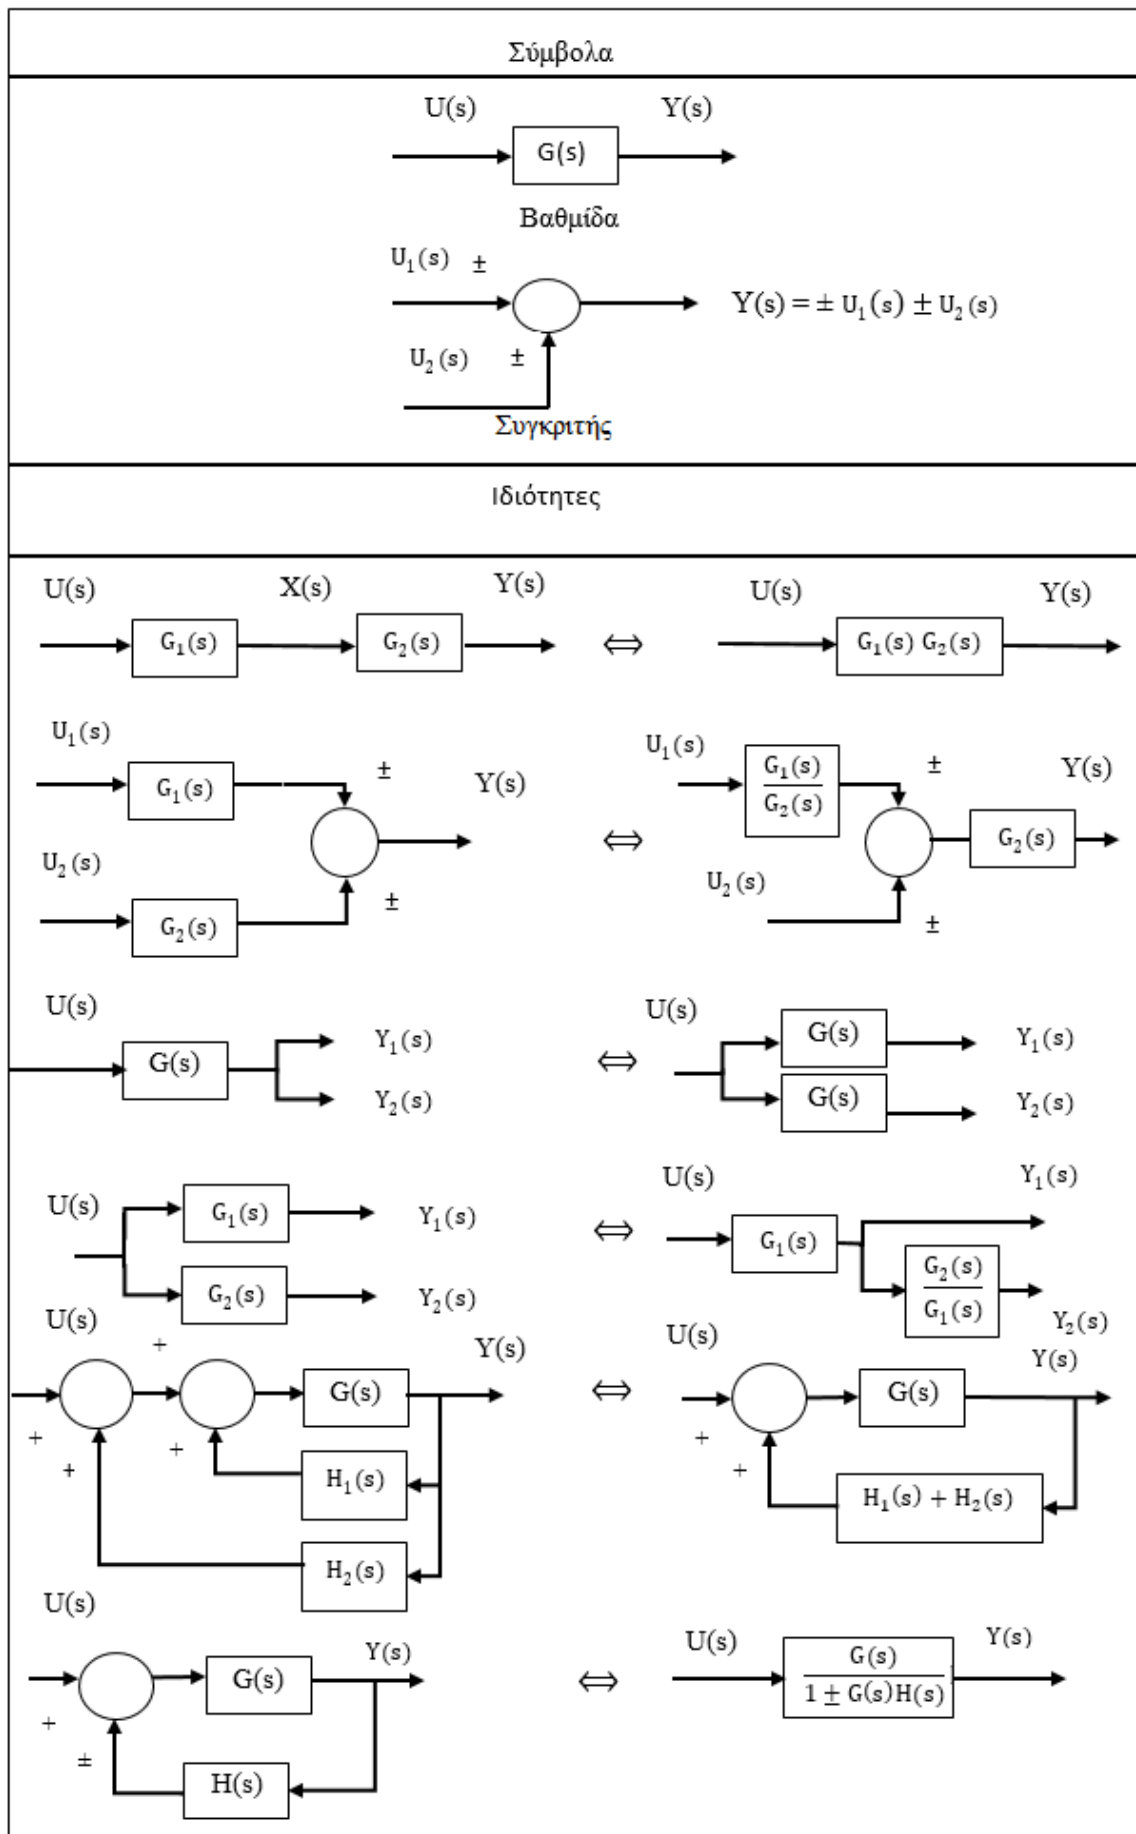 Σύμβολα
U(s) Y(s)
G(s)
Βαθμίδα
U₁(s) ±
Y(s) = ± U₁(s) ± U₂(s)
U₂(s) ±
Συγκριτής
Ιδιότητες
U(s) X(s) Y(s) U(s) Y(s)
G₁(s) G₂(s) ⇔ G₁(s) G₂(s)
U₁(s) ± Y(s) U₁(s) ± Y(s)
G₁(s) G₁(s)/G₂(s)
⇔ G₂(s)
U₂(s) ± U₂(s) ±
G₂(s)
U(s) U(s)
G(s) Y₁(s) ⇔ G(s) Y₁(s)
Y₂(s) G(s) Y₂(s)
U(s) U(s) Y₁(s)
G₁(s) Y₁(s) ⇔ G₁(s)
G₂(s) Y₂(s) G₂(s)/G₁(s) Y₂(s)
U(s) + Y(s) U(s) Y(s)
G(s) ⇔ G(s)
+ + + + +
H₁(s) H₁(s) + H₂(s)
H₂(s)
U(s)
Y(s) U(s) Y(s)
G(s) ⇔ G(s)/1 ± G(s)H(s)
+ ±
H(s)